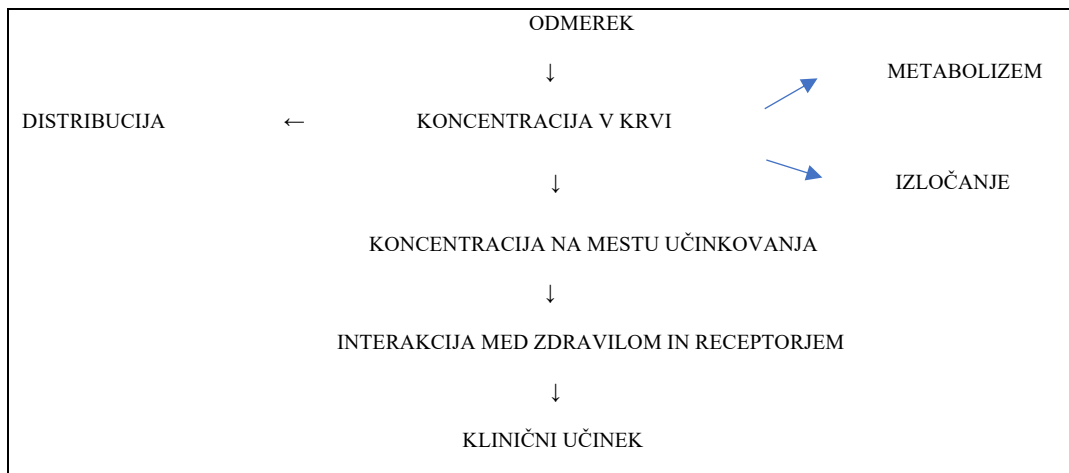 ODMEREK
↓ METABOLIZEM
DISTRIBUCIJA ← KONCENTRACIJA V KRVI
↓ IZLOČANJE
KONCENTRACIJA NA MESTU UČINKOVANJA
↓
INTERAKCIJA MED ZDRAVILOM IN RECEPTORJEM
↓
KLINIČNI UČINEK